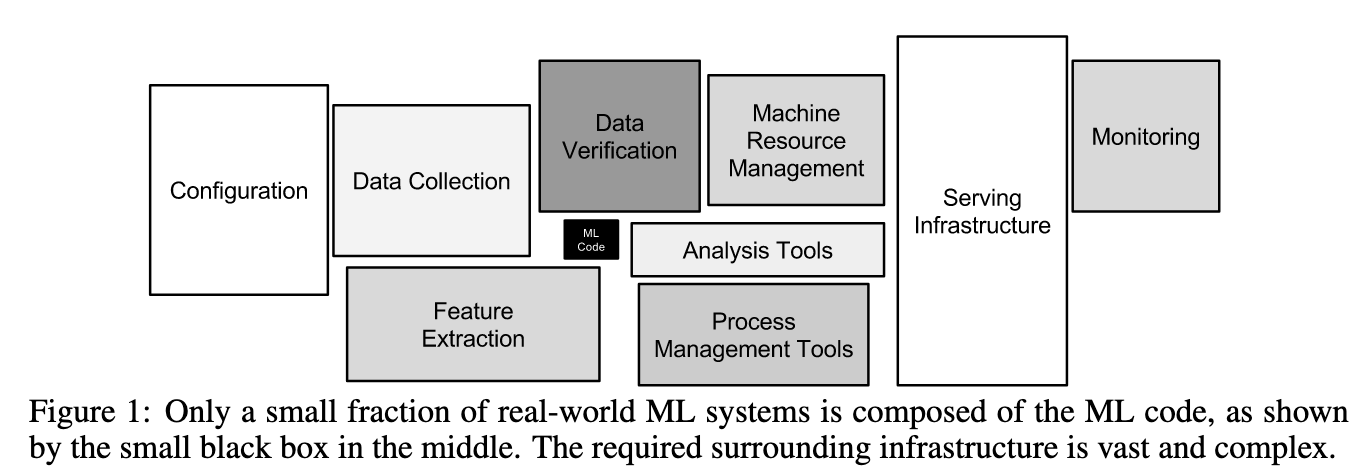 Configuration
Data Collection
Data
Verification
Machine
Resource
Management
Serving
Infrastructure
Monitoring
ML
Code
Analysis Tools
Feature
Extraction
Process
Management Tools
Figure 1: Only a small fraction of real-world ML systems is composed of the ML code, as shown
by the small black box in the middle. The required surrounding infrastructure is vast and complex.